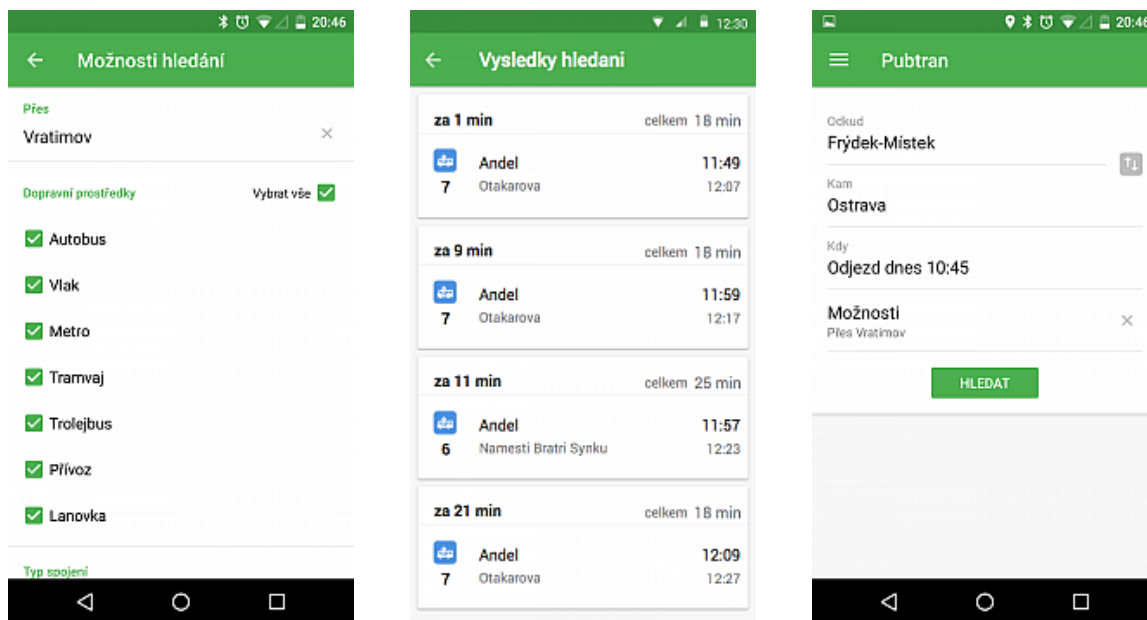 20:46
Možnosti hledání
Přes
Vratimov
Dopravní prostředky
Vybrat vše
Autobus
Vlak
Metro
Tramvaj
Trolejbus
Přívoz
Lanovka
Typ spojení
12:30
Vysledky hledani
za 1 min celkem 18 min
Andel 11:49
7 Otakarova 12:07
za 9 min celkem 18 min
Andel 11:59
7 Otakarova 12:17
za 11 min celkem 25 min
Andel 11:57
6 Namesti Bratri Synku 12:23
za 21 min celkem 18 min
Andel 12:09
7 Otakarova 12:27
20:46
Pubtran
Odkud
Frýdek-Místek
Kam
Ostrava
Kdy
Odjezd dnes 10:45
Možnosti
Přes Vratimov
HLEDAT